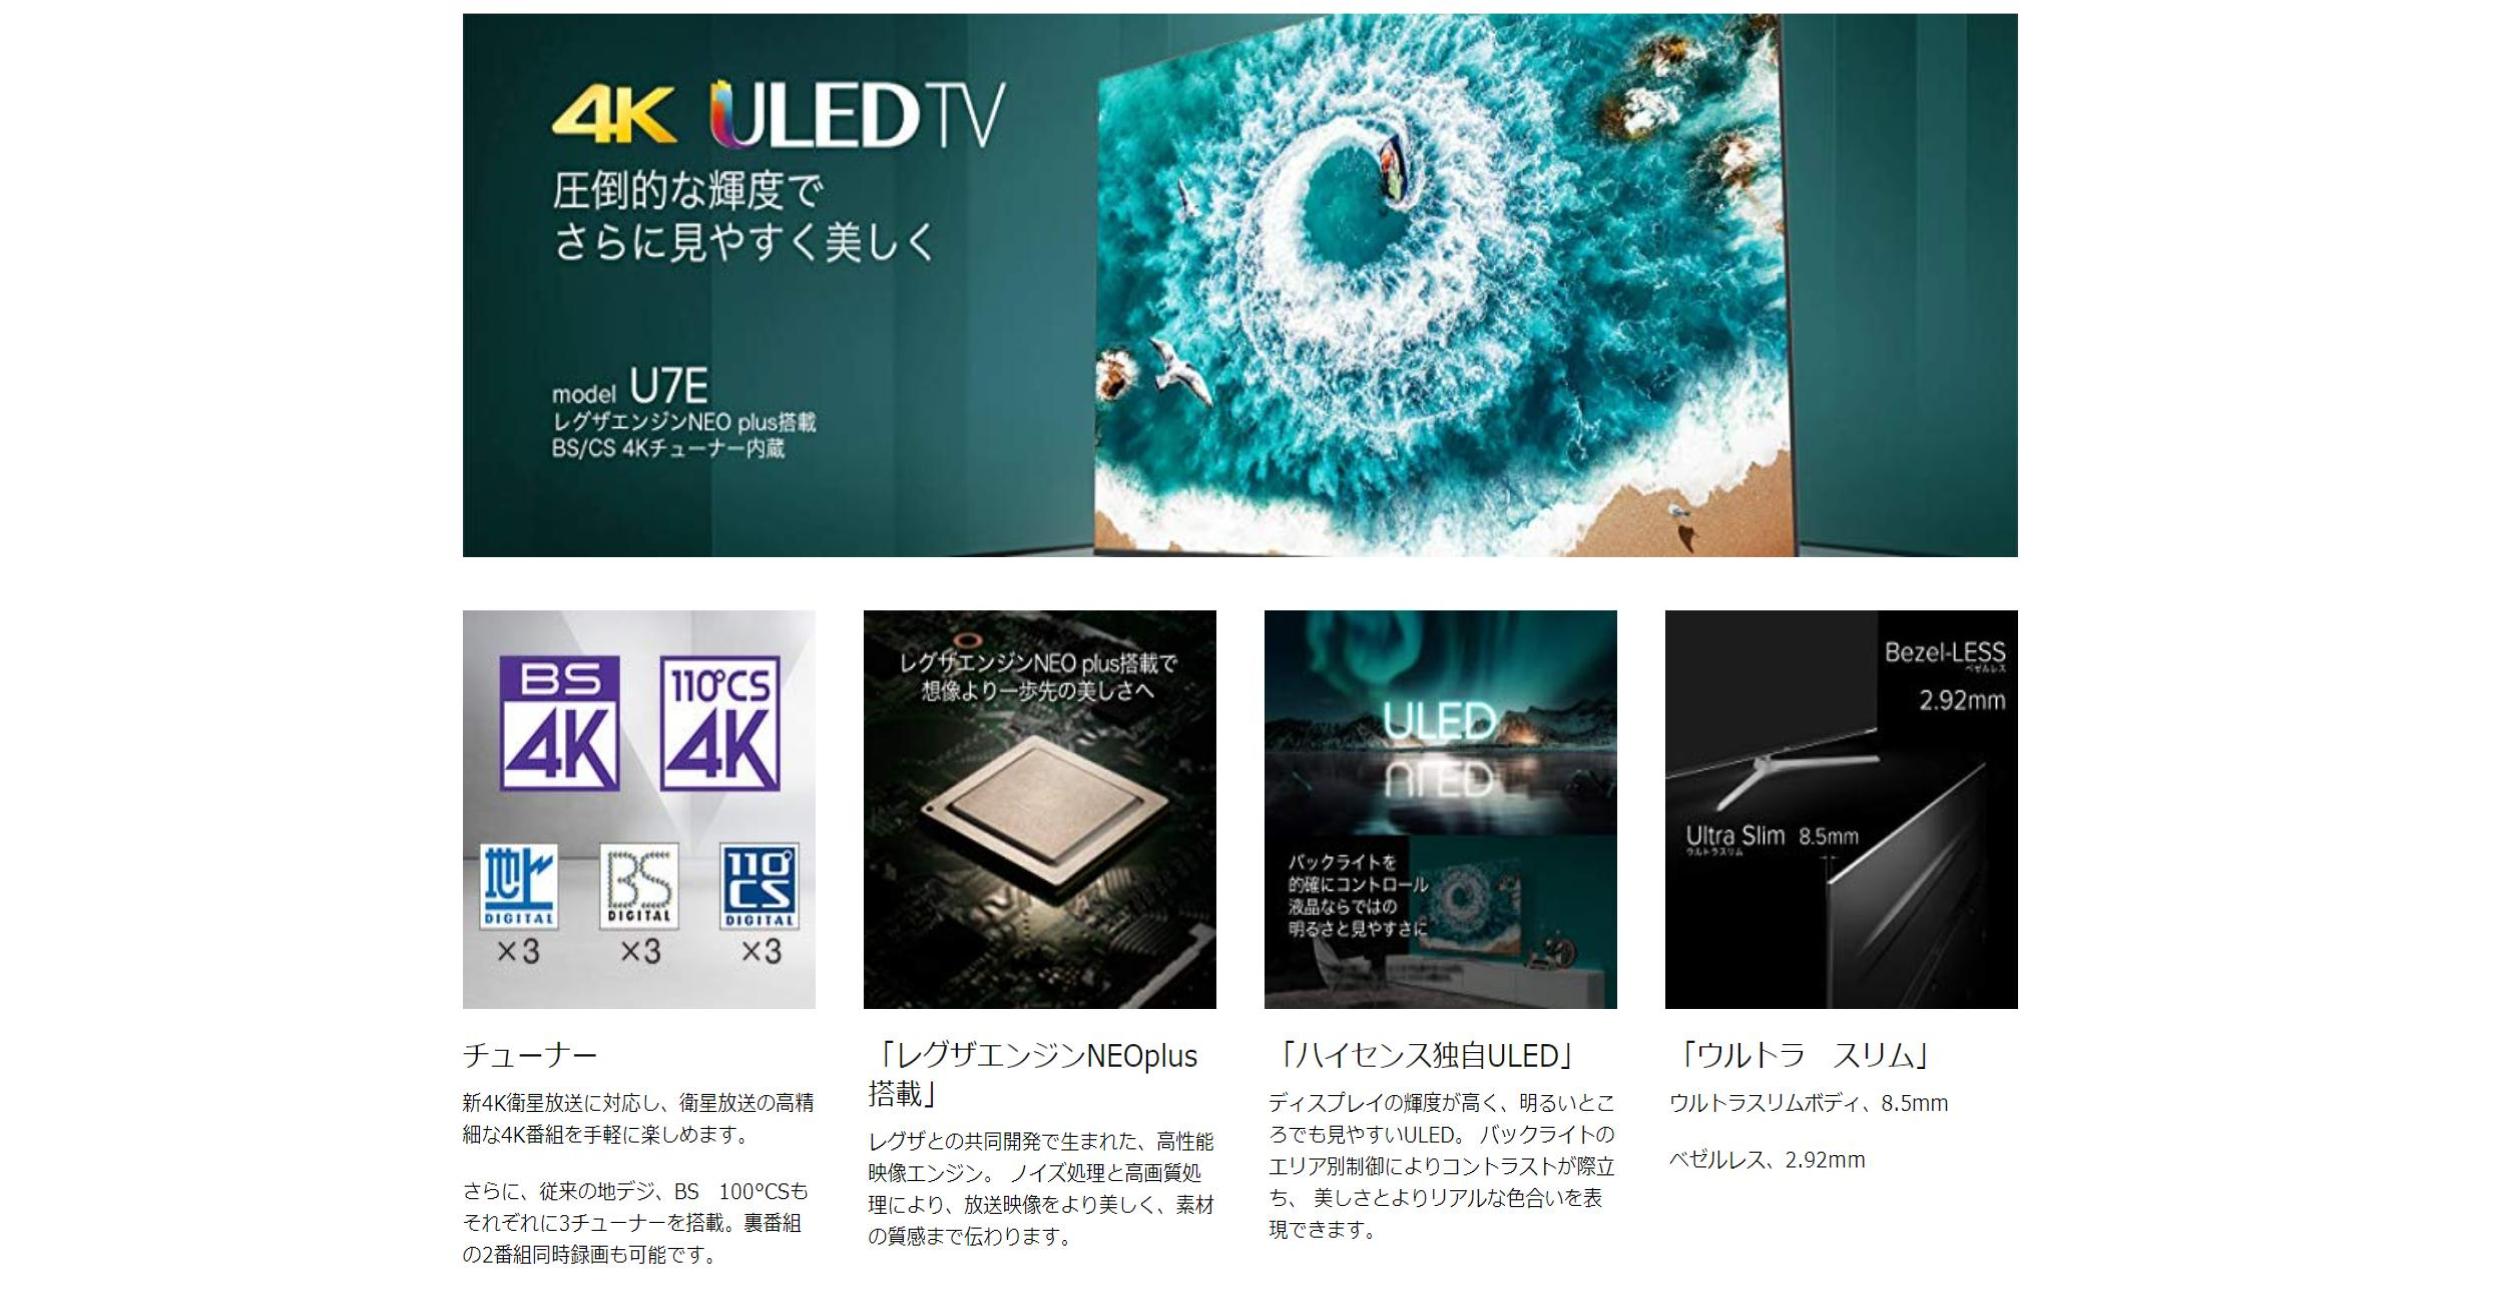 4K ULED TV
圧倒的な輝度で
さらに見やすく美しく
model U7E
レグザエンジンNEO plus搭載
BS/CS 4Kチューナー内蔵
BS
4K
110°CS
4K
地上
DIGITAL
×3
BS
DIGITAL
×3
110°
CS
DIGITAL
×3
レグザエンジンNEO plus搭載で
想像より一歩先の美しさへ
ULED
バックライトを
的確にコントロール
液晶ならではの
明るさと見やすさに
Bezel-LESS
ベゼルレス
2.92mm
Ultra Slim 8.5mm
ウルトラスリム
チューナー
新4K衛星放送に対応し、衛星放送の高精
細な4K番組を手軽に楽しめます。
さらに、従来の地デジ、BS　100°CSも
それぞれに3チューナーを搭載。裏番組
の2番組同時録画も可能です。
「レグザエンジンNEOplus
搭載」
レグザとの共同開発で生まれた、高性能
映像エンジン。 ノイズ処理と高画質処
理により、放送映像をより美しく、素材
の質感まで伝わります。
「ハイセンス独自ULED」
ディスプレイの輝度が高く、明るいとこ
ろでも見やすいULED。 バックライトの
エリア別制御によりコントラストが際立
ち、 美しさとよりリアルな色合いを表
現できます。
「ウルトラ　スリム」
ウルトラスリムボディ、8.5mm
ベゼルレス、2.92mm